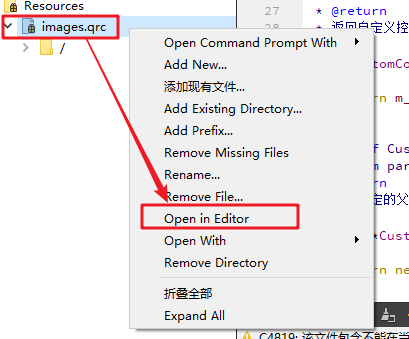 Resources
images.qrc
/
Open Command Prompt With
Add New...
添加现有文件...
Add Existing Directory...
Add Prefix...
Remove Missing Files
Rename...
Remove File...
Open in Editor
Open With
Remove Directory
折叠全部
Expand All
27
* @return
28
* 返回自定义控
tomCo
rn m_
f Cus
m par
rn
定的父
*Cust
rn ne
C4819: 该文件包含不能在当